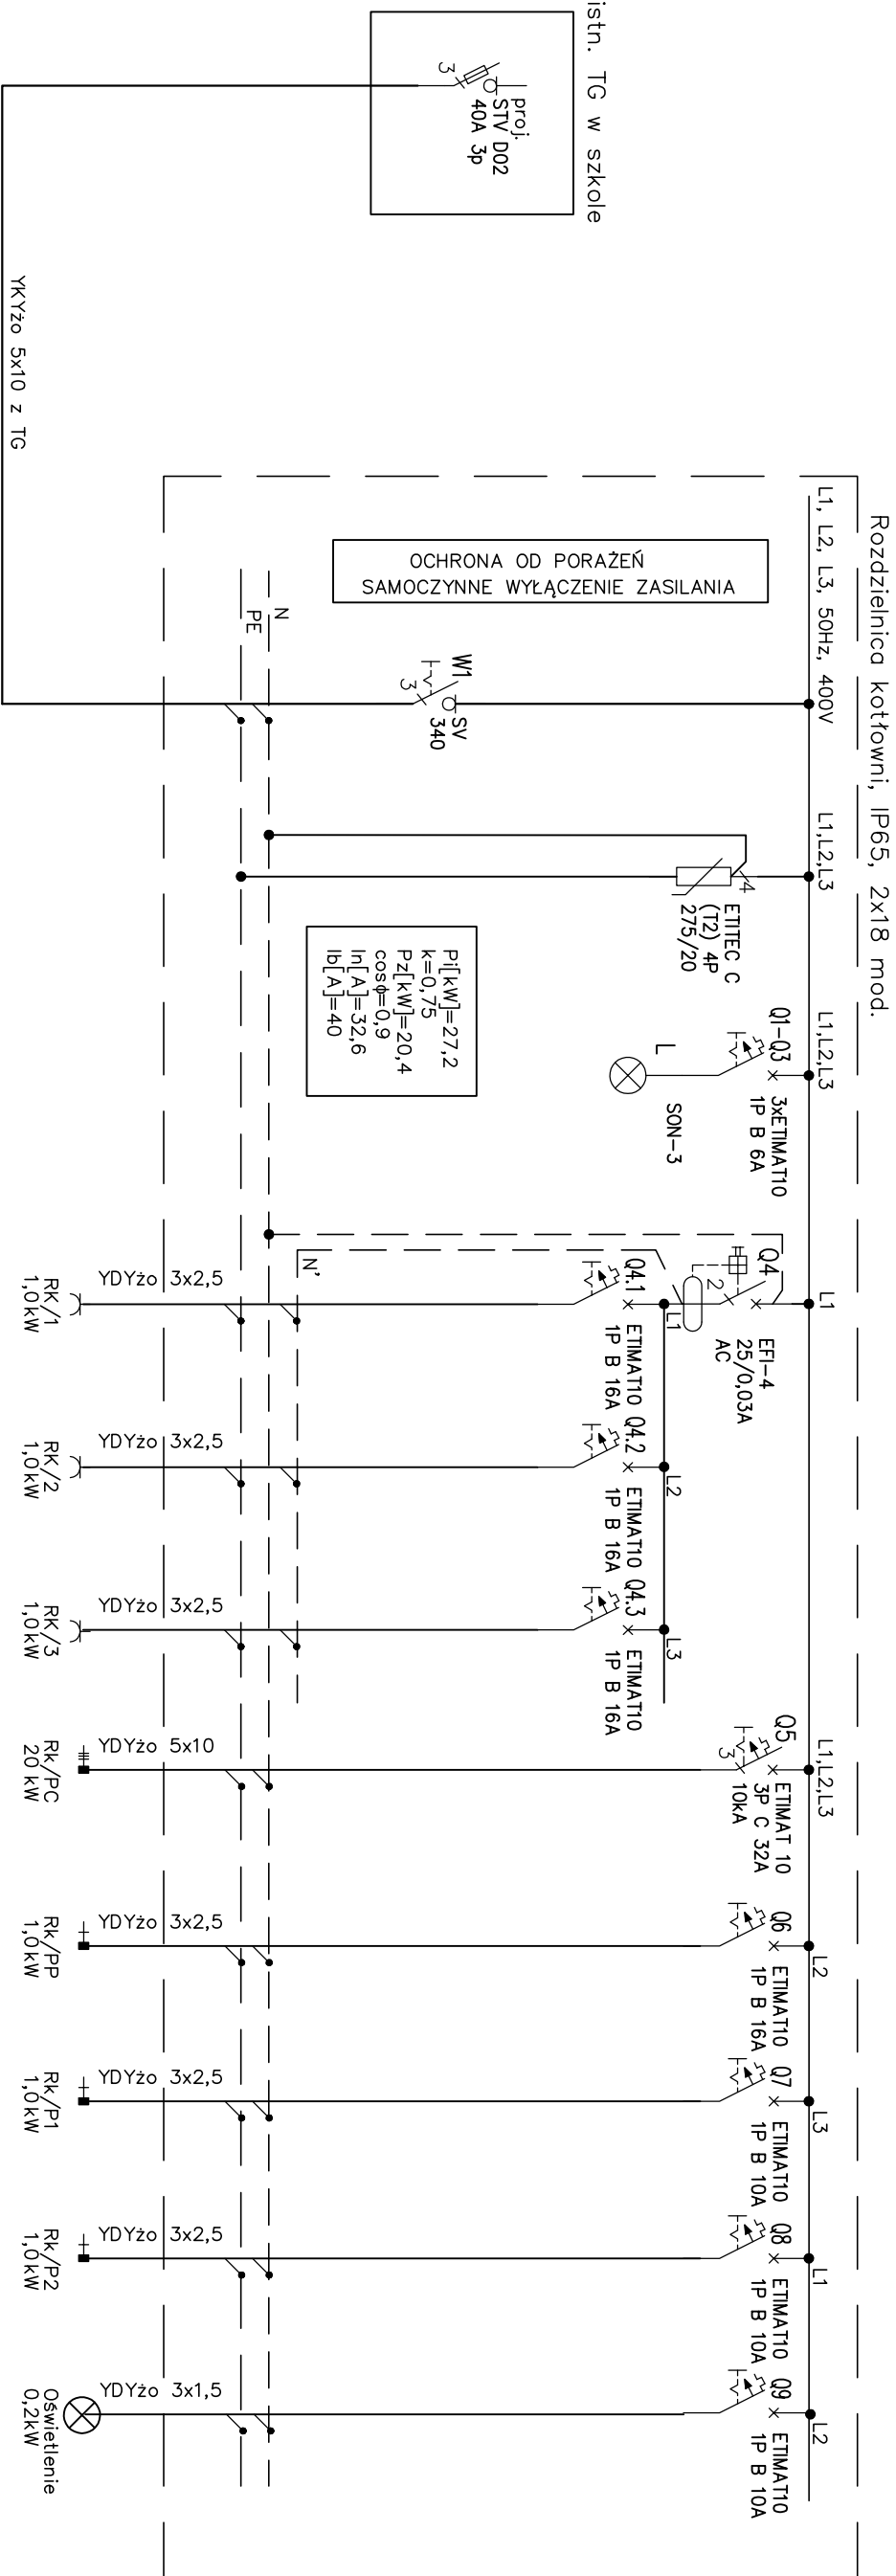 istn. TG w szkole
proj.
STV D02
40A 3p
3
YKYżo 5x10 z TG
Rozdzielnica kotłowni, IP65, 2x18 mod.
L1, L2, L3, 50Hz, 400V
OCHRONA OD PORAŻEŃ
SAMOCZYNNE WYŁĄCZENIE ZASILANIA
N
PE
W1
SV
340
3
L1,L2,L3
4
ETITEC C
(T2) 4P
275/20
Pi[kW]=27,2
k=0,75
Pz[kW]=20,4
cosϕ=0,9
In[A]=32,6
Ib[A]=40
L1,L2,L3
Q1-Q3
3xETIMAT10
1P B 6A
L
SON-3
L1
Q4
2
EFI-4
25/0,03A
AC
N'
L1
Q4.1
ETIMAT10
1P B 16A
YDYżo 3x2,5
RK/1
1,0kW
L2
Q4.2
ETIMAT10
1P B 16A
YDYżo 3x2,5
RK/2
1,0kW
L3
Q4.3
ETIMAT10
1P B 16A
YDYżo 3x2,5
RK/3
1,0kW
L1,L2,L3
Q5
3
ETIMAT 10
3P C 32A
10kA
YDYżo 5x10
Rk/PC
20 kW
L2
Q6
ETIMAT10
1P B 16A
YDYżo 3x2,5
Rk/PP
1,0kW
L3
Q7
ETIMAT10
1P B 10A
YDYżo 3x2,5
Rk/P1
1,0kW
L1
Q8
ETIMAT10
1P B 10A
YDYżo 3x2,5
Rk/P2
1,0kW
L2
Q9
ETIMAT10
1P B 10A
YDYżo 3x1,5
Oświetlenie
0,2kW